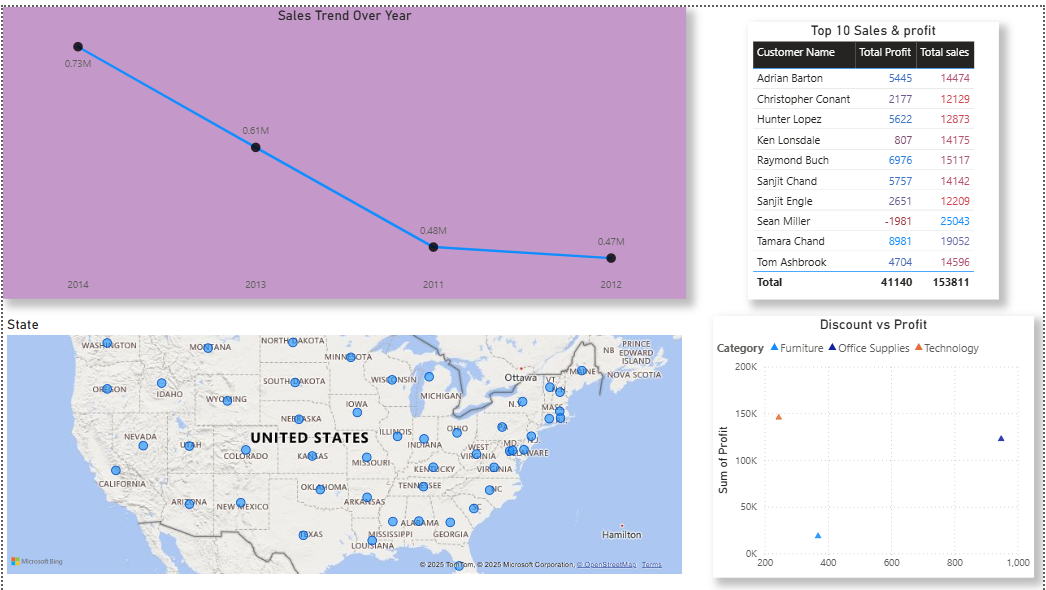 Sales Trend Over Year
0.73M
0.61M
0.48M
0.47M
2014 2013 2011 2012
Top 10 Sales & profit
Customer Name Total Profit Total sales
Adrian Barton 5445 14474
Christopher Conant 2177 12129
Hunter Lopez 5622 12873
Ken Lonsdale 807 14175
Raymond Buch 6976 15117
Sanjit Chand 5757 14142
Sanjit Engle 2651 12209
Sean Miller -1981 25043
Tamara Chand 8981 19052
Tom Ashbrook 4704 14596
Total 41140 153811
State
WASHINGTON
MONTANA
NORTH DAKOTA
MINNESOTA
NB
PRINCE
EDWARD
ISLAND
NOVA SCOTIA
Ottawa
MAINE
VT.
OREGON
IDAHO
SOUTH DAKOTA
WISCONSIN
WYOMING
MICHIGAN
N.Y.
MASS.
IOWA
NEBRASKA
NEVADA
UTAH
COLORADO
UNITED STATES
KANSAS
ILLINOIS
INDIANA
OHIO
PA
N.J.
MD.
DELAWARE
WEST
VIRGINIA
MISSOURI
KENTUCKY
VIRGINIA
CALIFORNIA
ARIZONA
NEW MEXICO
OKLAHOMA
ARKANSAS
TENNESSEE
NC
SC
TEXAS
LOUISIANA
MISSISSIPPI
ALABAMA
GEORGIA
Hamilton
Microsoft Bing
© 2025 TomTom, © 2025 Microsoft Corporation, © OpenStreetMap Terms
Discount vs Profit
Category Furniture Office Supplies Technology
Sum of Profit
200K
150K
100K
50K
0K
200 400 600 800 1,000